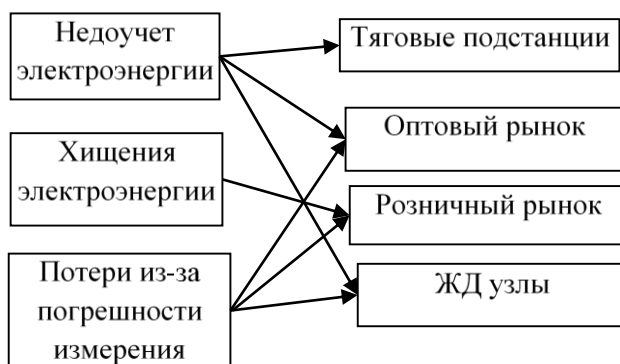 Недоучет
электроэнергии
Хищения
электроэнергии
Потери из-за
погрешности
измерения
Тяговые подстанции
Оптовый рынок
Розничный рынок
ЖД узлы